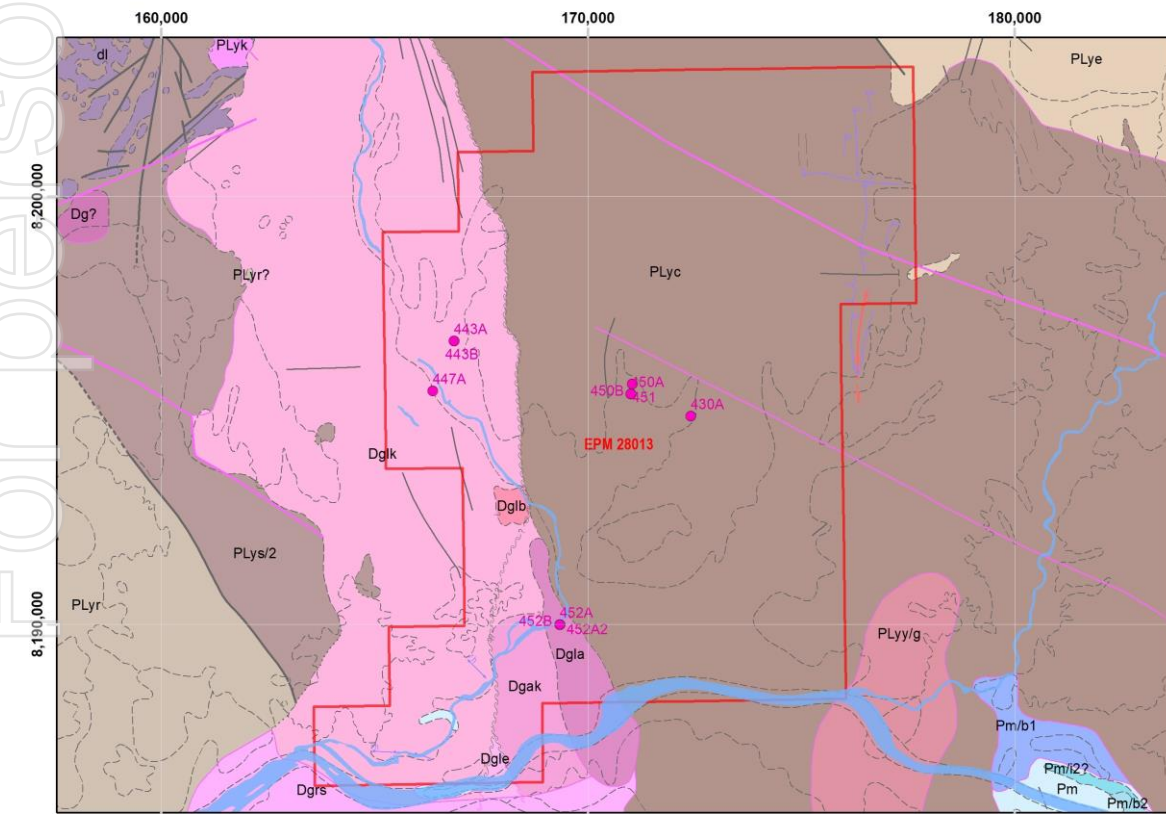 160,000
170,000
180,000
8,200,000
8,190,000
For perso
dl
PLyk
PLye
Dg?
PLyr?
PLyc
443A
443B
447A
450A
450B
451
430A
EPM 28013
Dglk
Dglb
PLys/2
PLyr
452A
452B
452A2
Dgla
PLyy/g
Dgak
Dgle
Dgrs
Pm/b1
Pm/i2?
Pm
Pm/b2